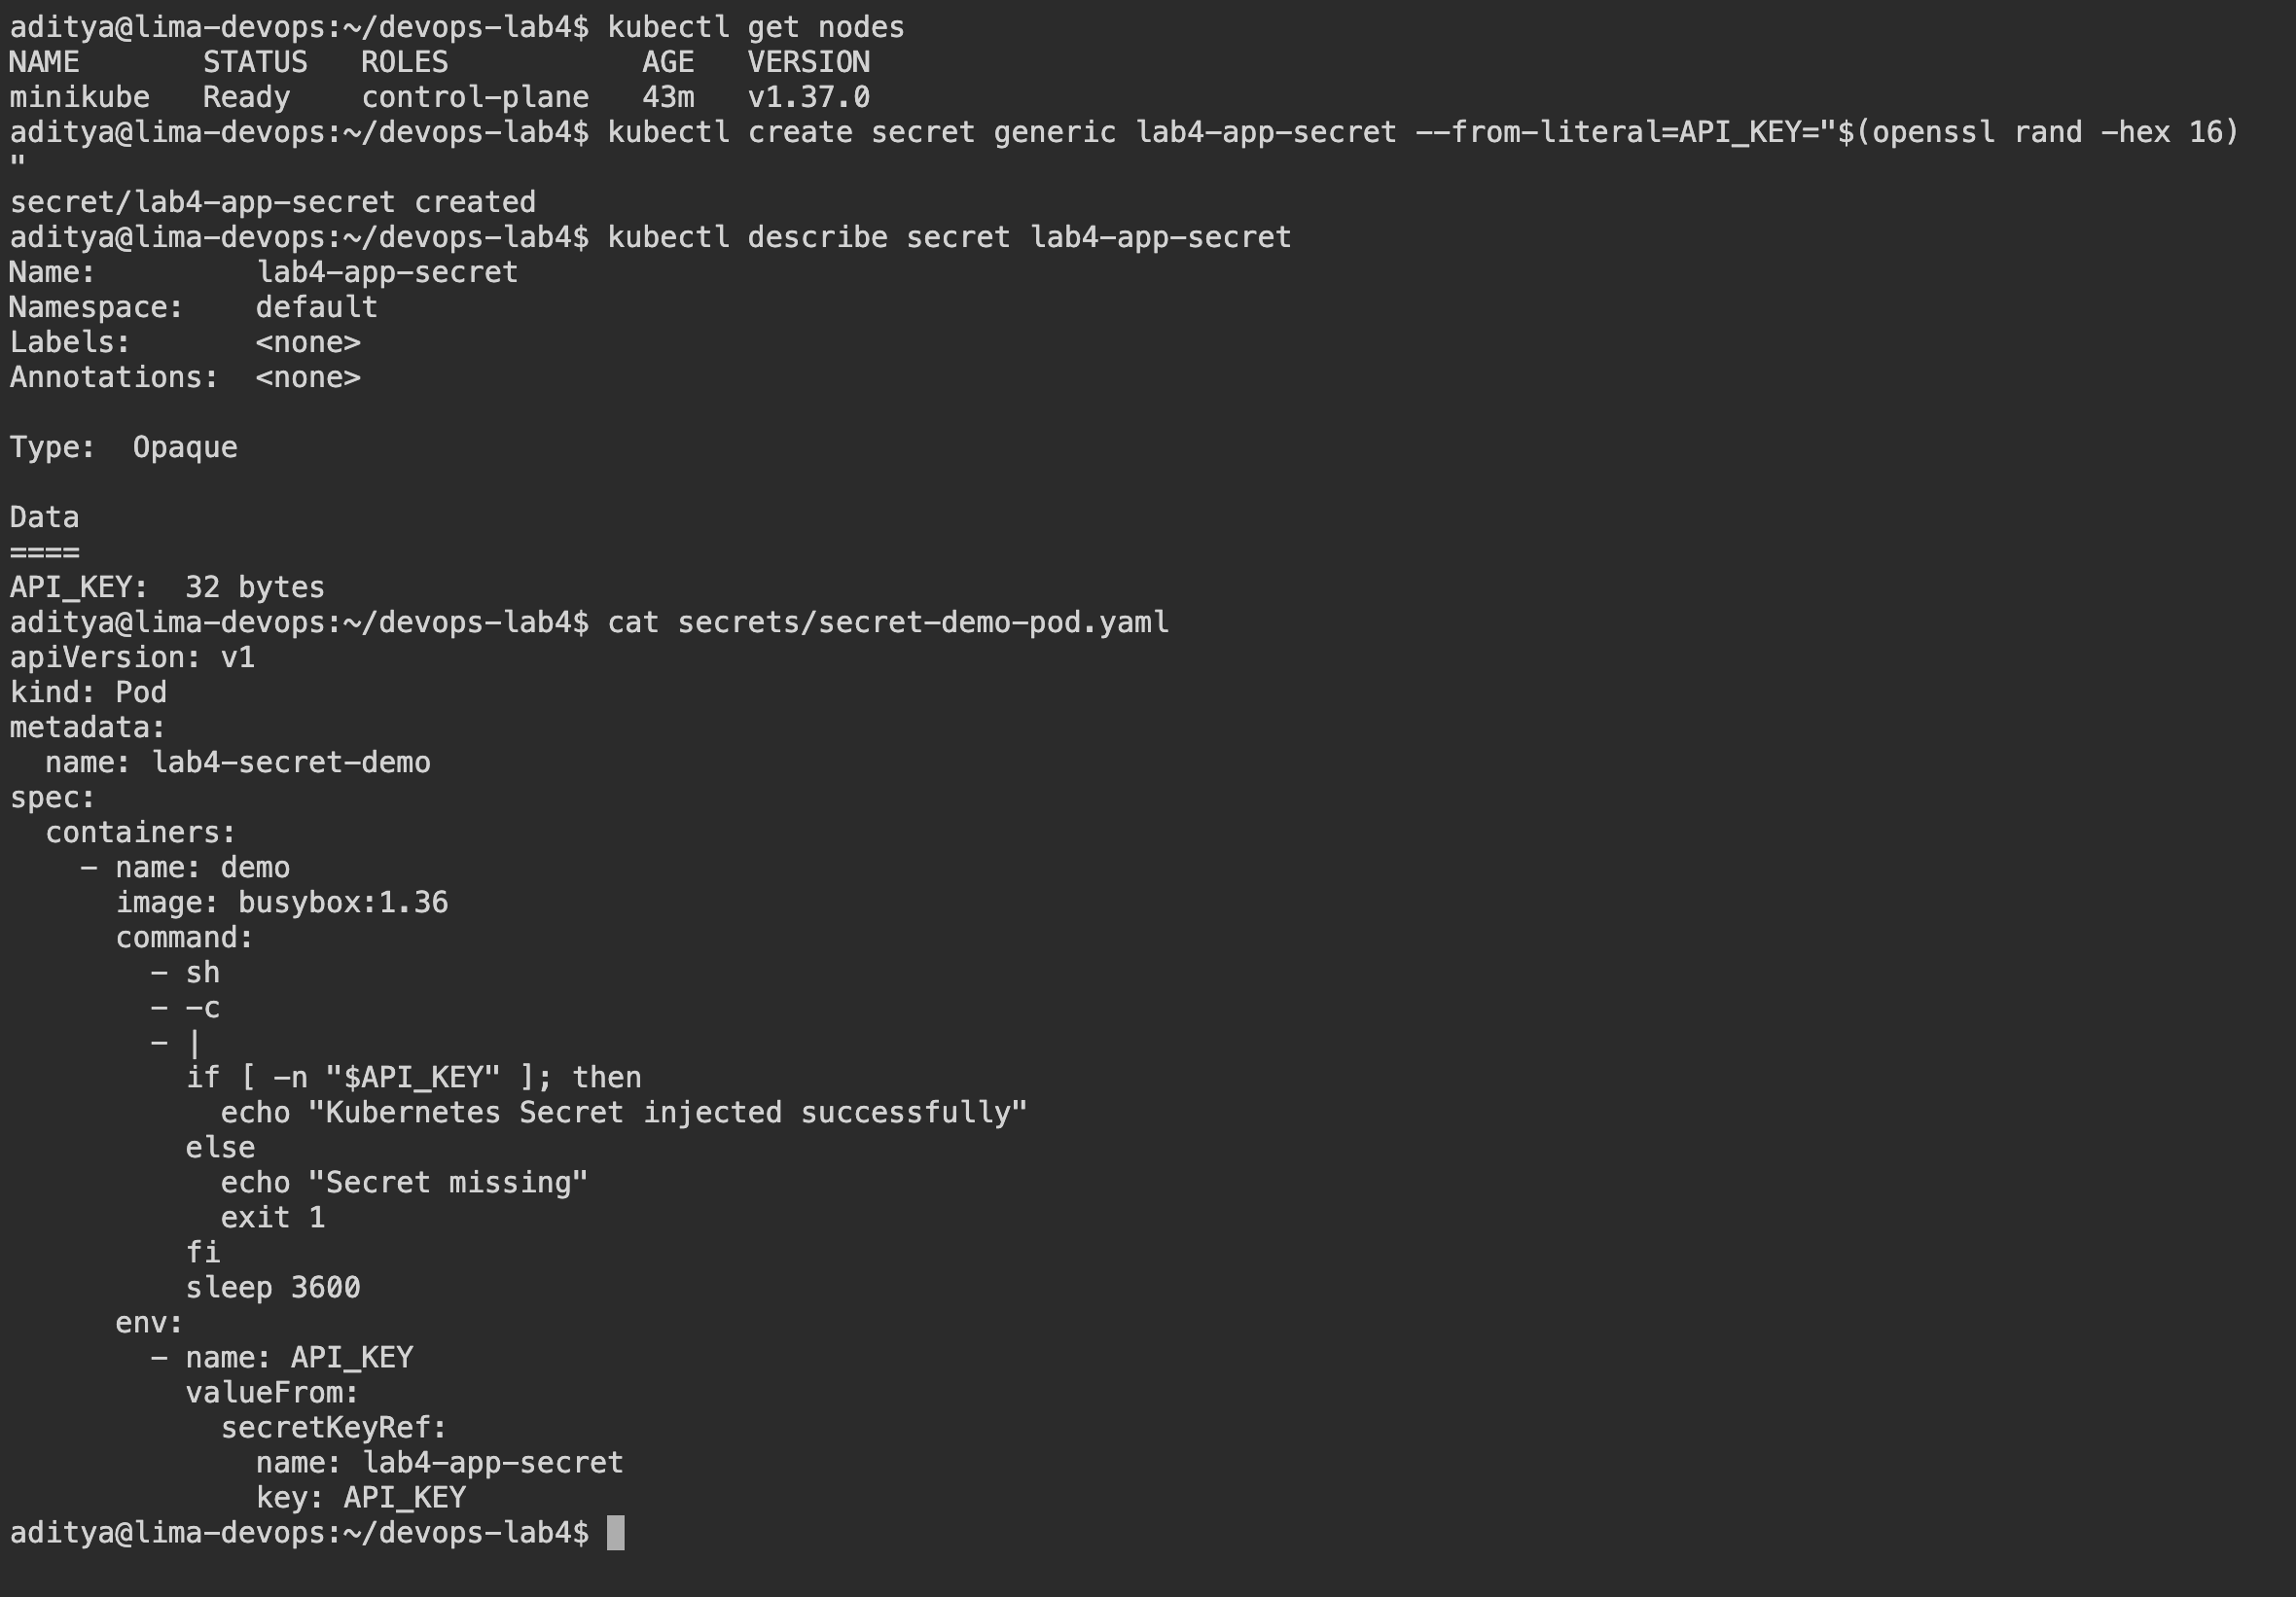 aditya@lima-devops:~/devops-lab4$ kubectl get nodes
NAME       STATUS   ROLES           AGE   VERSION
minikube   Ready    control-plane   43m   v1.37.0
aditya@lima-devops:~/devops-lab4$ kubectl create secret generic lab4-app-secret --from-literal=API_KEY="$(openssl rand -hex 16)
"
secret/lab4-app-secret created
aditya@lima-devops:~/devops-lab4$ kubectl describe secret lab4-app-secret
Name:         lab4-app-secret
Namespace:    default
Labels:       <none>
Annotations:  <none>

Type:  Opaque

Data
====
API_KEY:  32 bytes
aditya@lima-devops:~/devops-lab4$ cat secrets/secret-demo-pod.yaml
apiVersion: v1
kind: Pod
metadata:
  name: lab4-secret-demo
spec:
  containers:
    - name: demo
      image: busybox:1.36
      command:
        - sh
        - -c
        - |
          if [ -n "$API_KEY" ]; then
            echo "Kubernetes Secret injected successfully"
          else
            echo "Secret missing"
            exit 1
          fi
          sleep 3600
      env:
        - name: API_KEY
          valueFrom:
            secretKeyRef:
              name: lab4-app-secret
              key: API_KEY
aditya@lima-devops:~/devops-lab4$